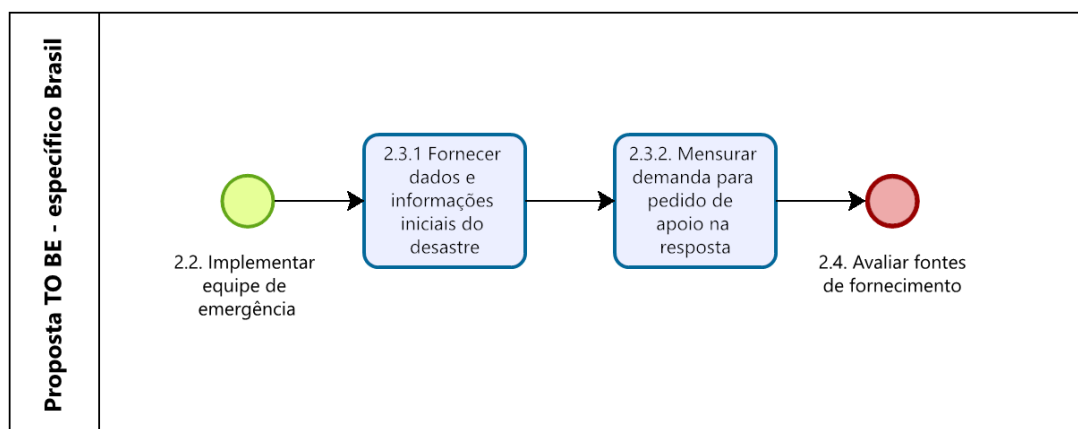 Proposta TO BE - específico Brasil
2.2. Implementar
equipe de
emergência
2.3.1 Fornecer
dados e
informações
iniciais do
desastre
2.3.2. Mensurar
demanda para
pedido de
apoio na
resposta
2.4. Avaliar fontes
de fornecimento